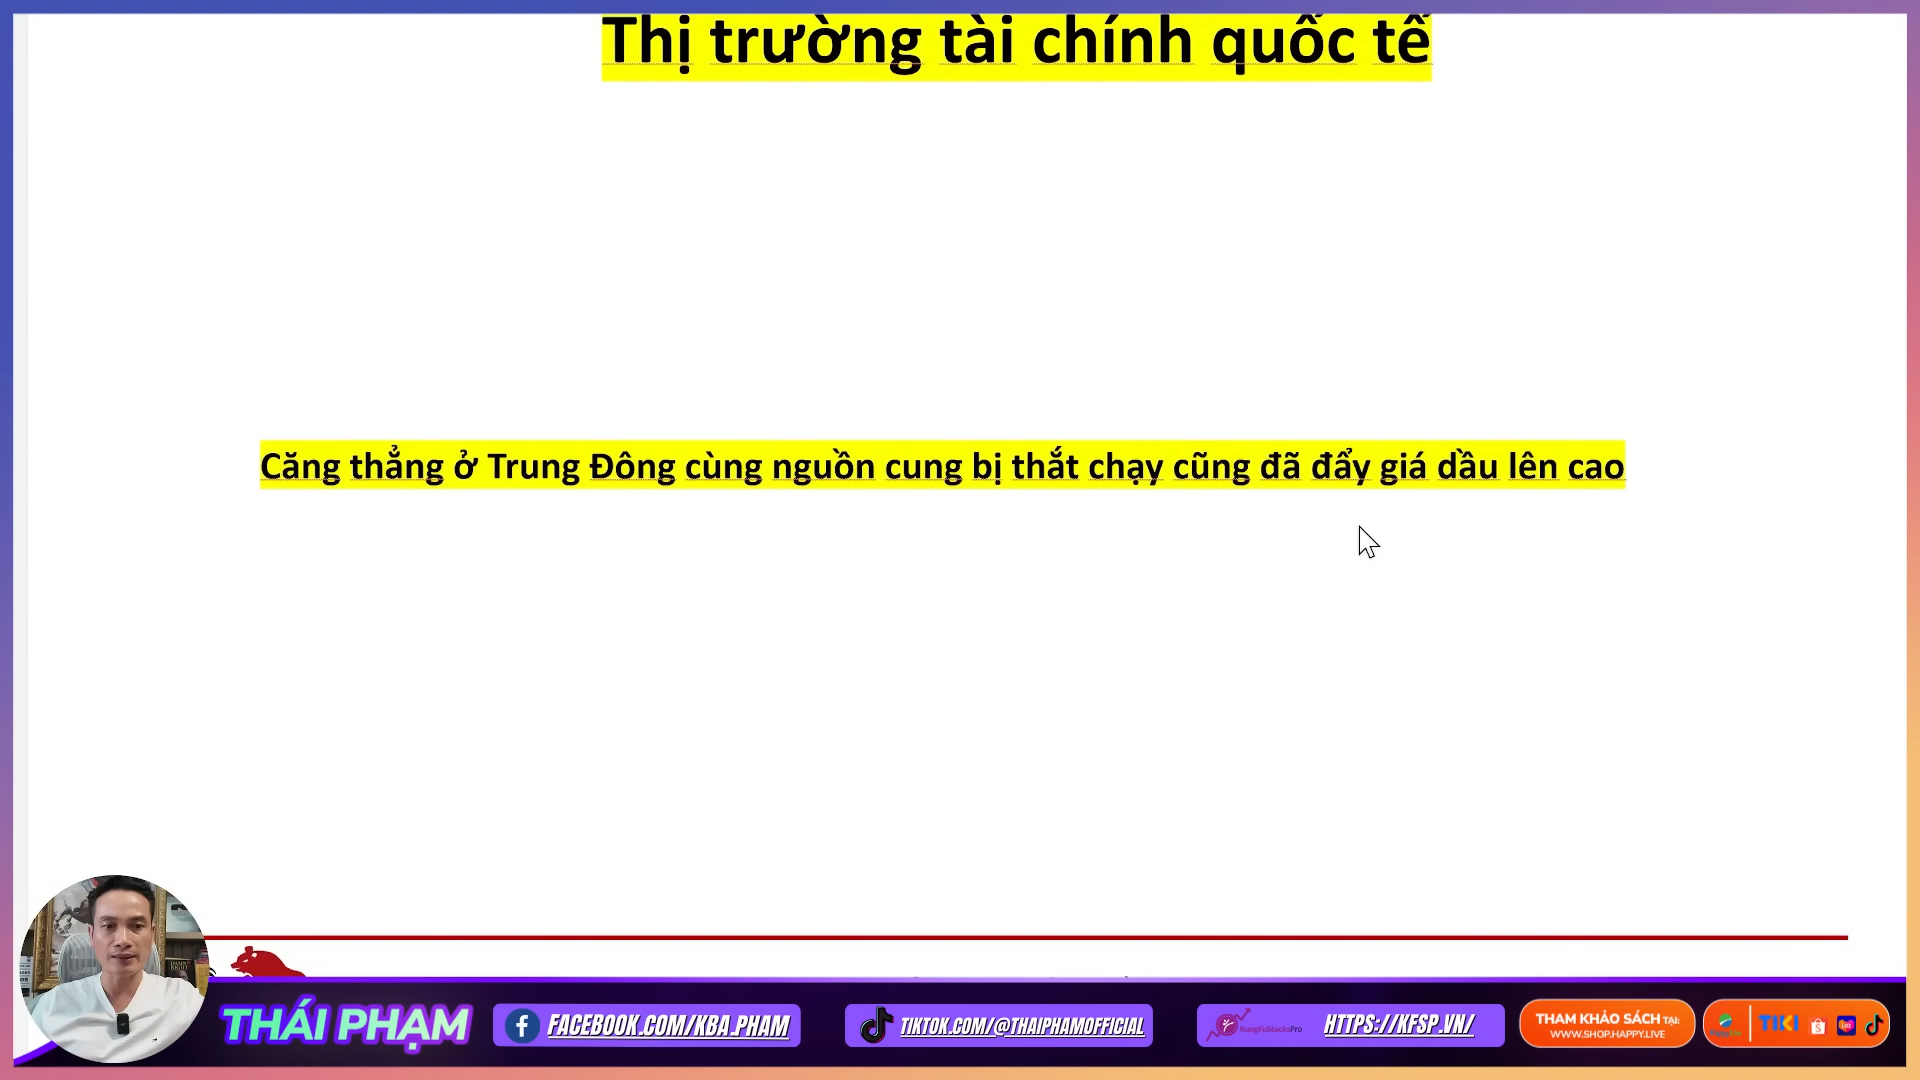 Thị trường tài chính quốc tế
Căng thẳng ở Trung Đông cùng nguồn cung bị thắt chạy cũng đã đẩy giá dầu lên cao
THÁI PHẠM
FACEBOOK.COM/KBA.PHAM
TIKTOK.COM/@THAIPHAMOFFICIAL
KungFuStocksPro
HTTPS://KFSP.VN/
THAM KHẢO SÁCH TẠI:
WWW.SHOP.HAPPY.LIVE
TIKI